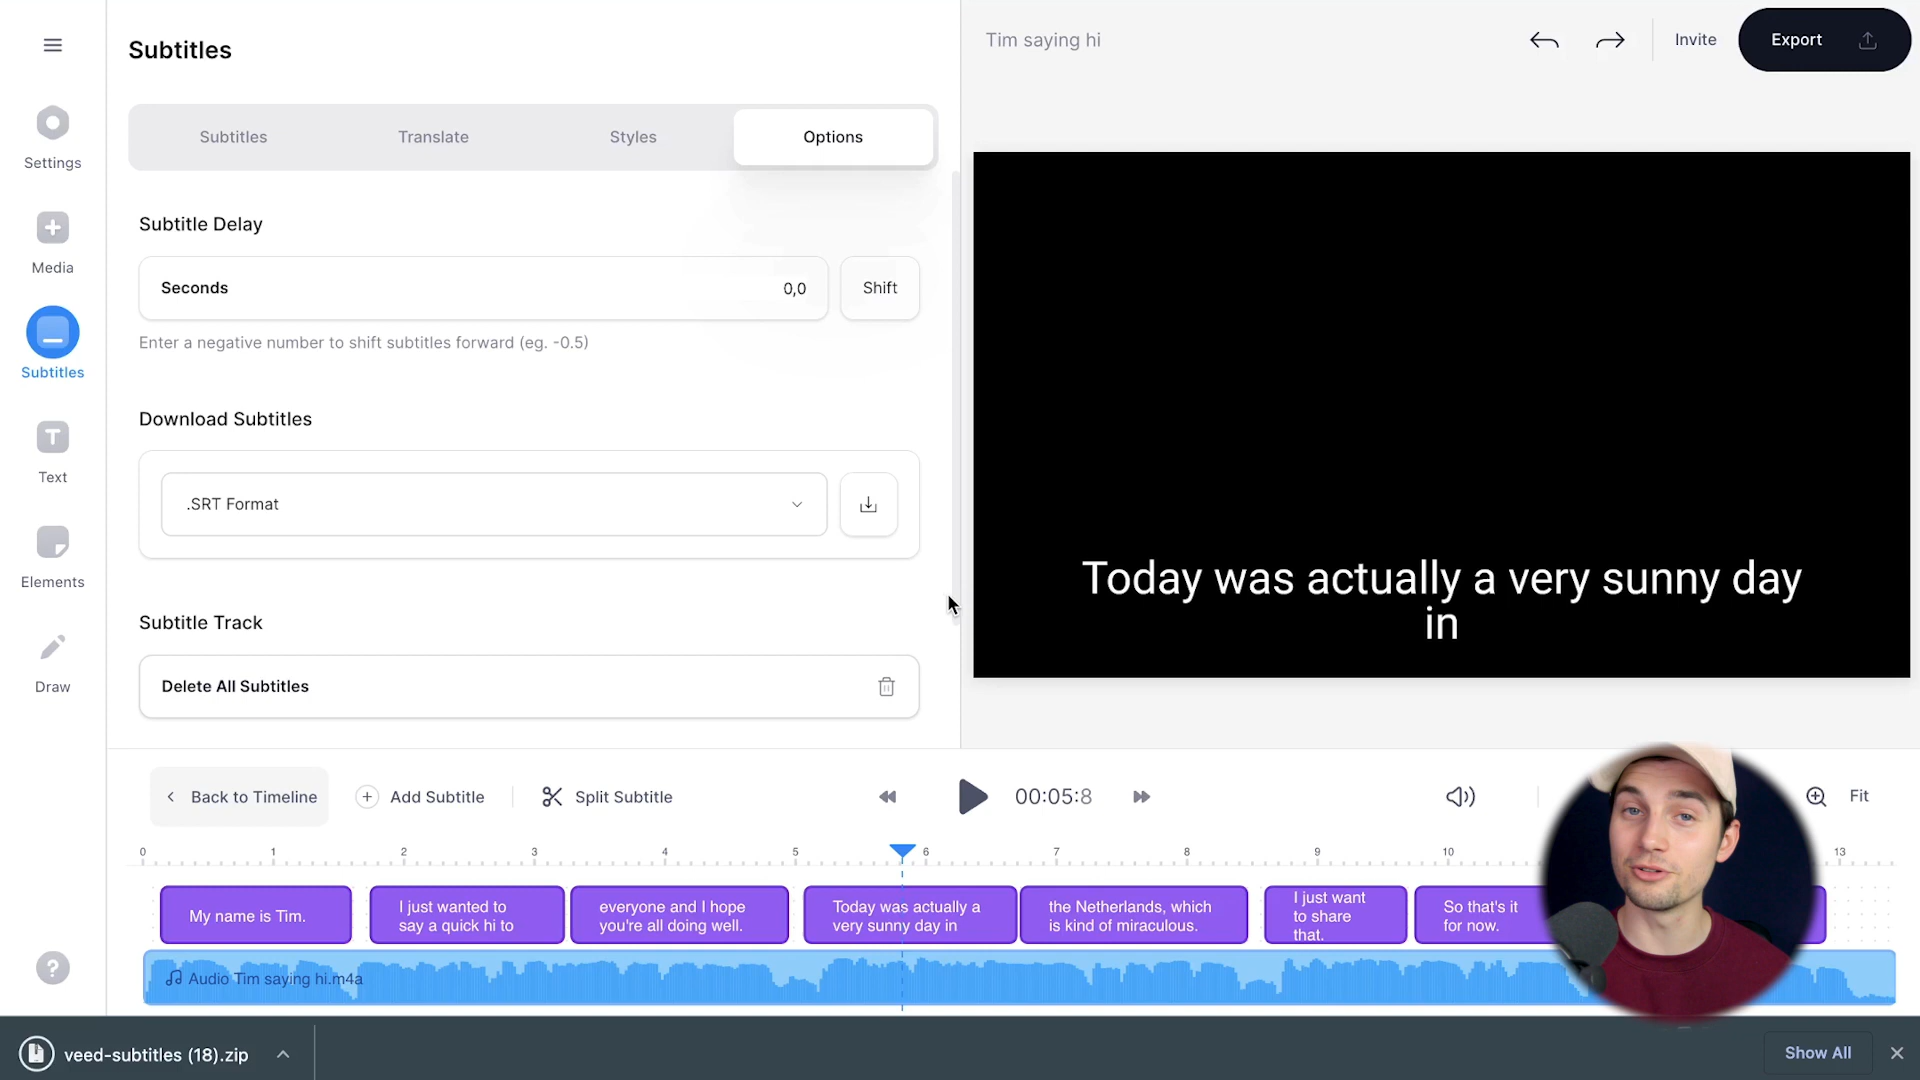 Subtitles
Tim saying hi
Invite
Export
Settings
Media
Subtitles
Text
Elements
Draw
Subtitles
Translate
Styles
Options
Subtitle Delay
Seconds
0,0
Shift
Enter a negative number to shift subtitles forward (eg. -0.5)
Download Subtitles
.SRT Format
Subtitle Track
Delete All Subtitles
Today was actually a very sunny day
in
Back to Timeline
Add Subtitle
Split Subtitle
00:05:8
Fit
0
1
2
3
4
5
6
7
8
9
10
13
My name is Tim.
I just wanted to
say a quick hi to
everyone and I hope
you're all doing well.
Today was actually a
very sunny day in
the Netherlands, which
is kind of miraculous.
I just want
to share
that.
So that's it
for now.
Audio Tim saying hi.m4a
?
veed-subtitles (18).zip
Show All